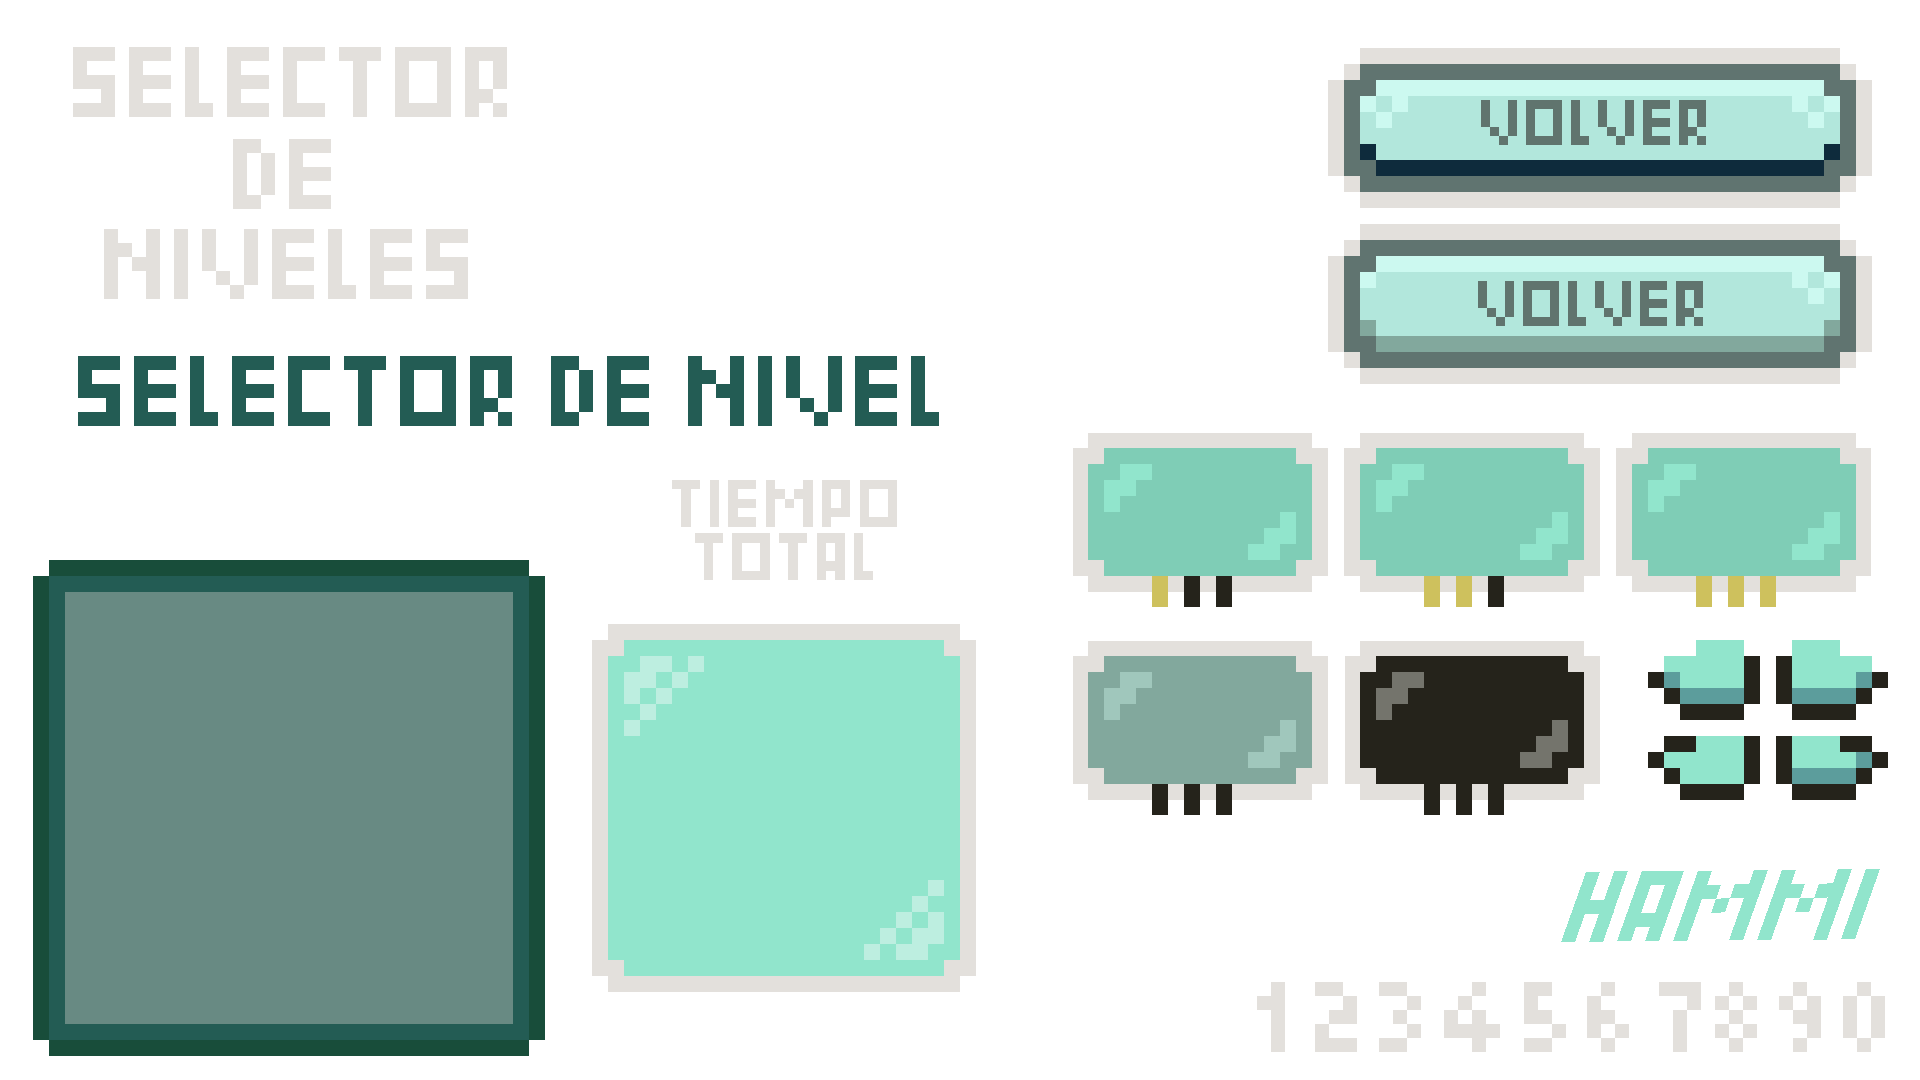 SELECTOR
DE
NIVELES
VOLVER
VOLVER
SELECTOR DE NIVEL
TIEMPO
TOTAL
HAMMI
1234567890